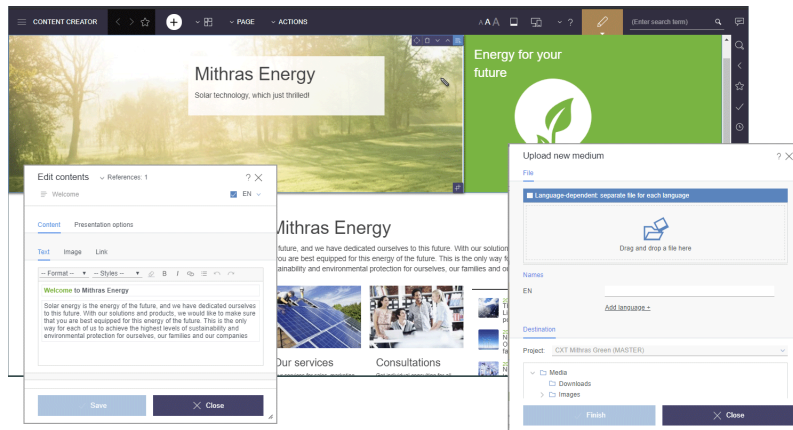 CONTENT CREATOR
PAGE
ACTIONS
A A A
?
(Enter search term)
Mithras Energy
Solar technology, which just thrilled!
Energy for your
future
Edit contents
References: 1
?
Welcome
EN
Content Presentation options
Text Image Link
-- Format -- -- Styles -- B I
Welcome to Mithras Energy
Solar energy is the energy of the future, and we have dedicated ourselves
to this future. With our solutions and products, we would like to make sure
that you are best equipped for this energy of the future. This is the only
way for each of us to achieve the highest levels of sustainability and
environmental protection for ourselves, our families and our companies
Save
Close
Mithras Energy
future, and we have dedicated ourselves to this future. With our solution
ou are best equipped for this energy of the future. This is the only way f
ainability and environmental protection for ourselves, our families and o
Our services
Consultations
Upload new medium
?
File
Language-dependent: separate file for each language
Drag and drop a file here
Names
EN
Add language +
Destination
Project: CXT Mithras Green (MASTER)
Media
Downloads
Images
Finish
Close